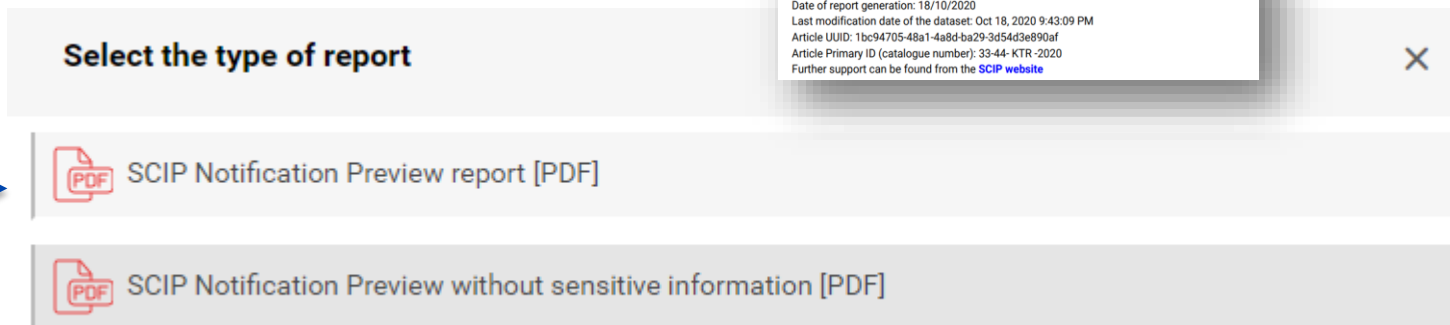 Date of report generation: 18/10/2020
Last modification date of the dataset: Oct 18, 2020 9:43:09 PM
Article UUID: 1bc94705-48a1-4a8d-ba29-3d54d3e890af
Article Primary ID (catalogue number): 33-44- KTR -2020
Further support can be found from the SCIP website
Select the type of report
PDF SCIP Notification Preview report [PDF]
PDF SCIP Notification Preview without sensitive information [PDF]